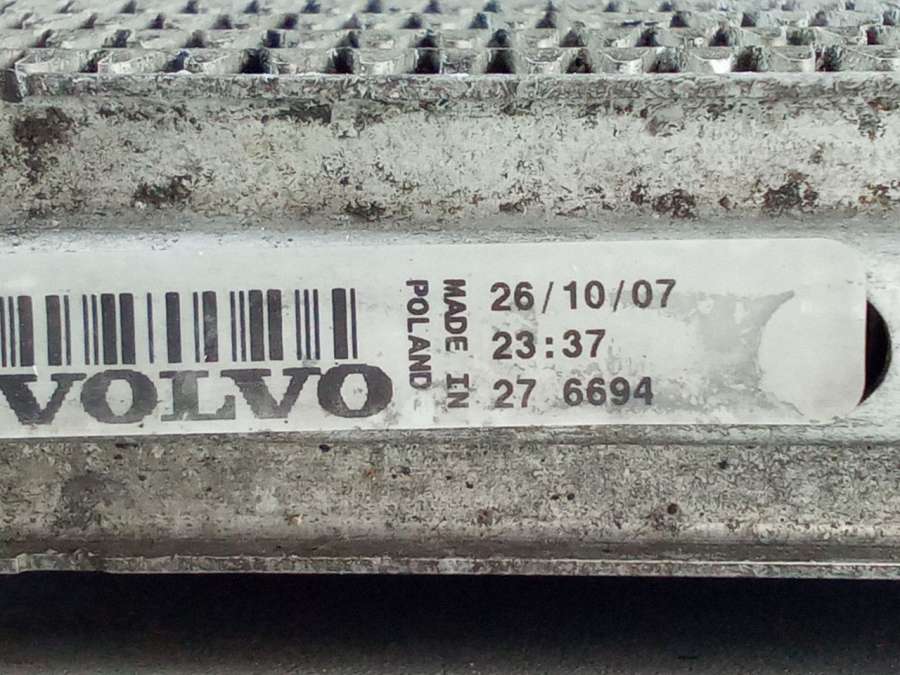 VOLVO
MADE IN
POLAND
26/10/07
23:37
27 6694